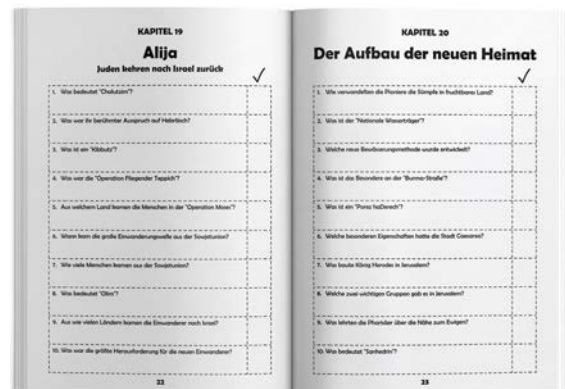 KAPITEL 19
Alija
Juden kehren nach Israel zurück
1. Was bedeutet "Chalutzim"?
2. Was war ihr berühmter Ausspruch auf Hebräisch?
3. Was ist ein "Kibbutz"?
4. Was war die "Operation Fliegender Teppich"?
5. Aus welchem Land kamen die Menschen in der "Operation Moses"?
6. Wann kam die große Einwanderungswelle aus der Sowjetunion?
7. Wie viele Menschen kamen aus der Sowjetunion?
8. Was bedeutet
9. Aus wie vielen Ländern kamen die Einwanderer nach Israel?
10. Was war die größte Herausforderung für die neuen Einwanderer?
22
KAPITEL 20
Der Aufbau der neuen Heimat
1. Wie verwandelten die Pioniere die Sümpfe in fruchtbares Land?
2. Was ist der "Nationale Wasserträger"?
3. Welche neue Bewässerungsmethode wurde entwickelt?
4. Was ist das Besondere an der "Burma-Straße"?
5. Was ist ein "Poretz haDerech"?
6. Welche besonderen Eigenschaften hatte die Stadt Caesarea?
7. Was baute König Herodes in Jerusalem?
8. Welche zwei wichtigen Gruppen gab es in Jerusalem?
9. Was lehrten die Pharisäer über die Nähe zum Ewigen?
10. Was bedeutet "Sanhedrin"?
23